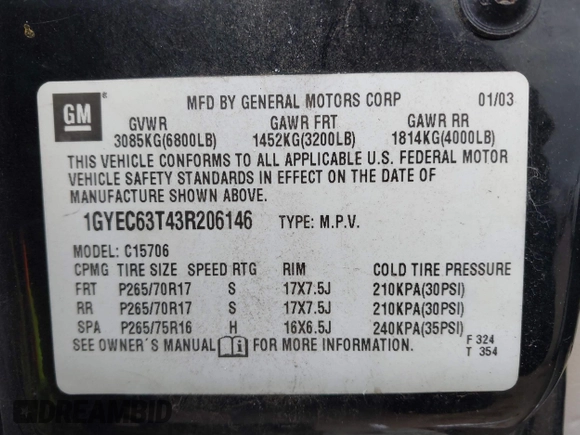 GM ® MFD BY GENERAL MOTORS CORP 01/03
GVWR GAWR FRT GAWR RR
3085KG(6800LB) 1452KG(3200LB) 1814KG(4000LB)
THIS VEHICLE CONFORMS TO ALL APPLICABLE U.S. FEDERAL MOTOR
VEHICLE SAFETY STANDARDS IN EFFECT ON THE DATE OF
MANUFACTURE SHOWN ABOVE.
1GYEC63T43R206146 TYPE: M.P.V.
MODEL: C15706
CPMG TIRE SIZE SPEED RTG RIM COLD TIRE PRESSURE
FRT P265/70R17 S 17X7.5J 210KPA(30PSI)
RR P265/70R17 S 17X7.5J 210KPA(30PSI)
SPA P265/75R16 H 16X6.5J 240KPA(35PSI)
SEE OWNER'S MANUAL i FOR MORE INFORMATION. F 324
T 354
DREAMBID